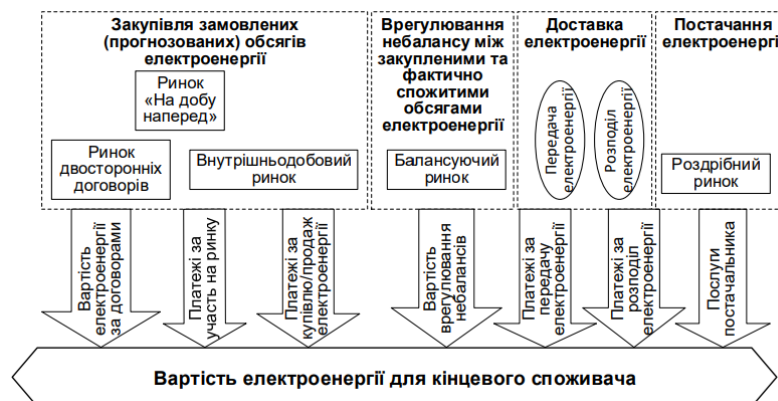 Закупівля замовлених
(прогнозованих) обсягів
електроенергії
Ринок
«На добу
наперед»
Ринок
двосторонніх
договорів
Внутрішньодобовий
ринок
Врегулювання
небалансу між
закупленими та
фактично
спожитими
обсягами
електроенергії
Балансуючий
ринок
Доставка
електроенергії
Передача
електроенергії
Розподіл
електроенергії
Постачання
електроенергі
Роздрібний
ринок
Вартість
електроенергії
за договорами
Платежі за
участь на ринку
Платежі за
купівлю/продаж
електроенергії
Вартість
врегулювання
небалансів
Платежі за
передачу
електроенергії
Платежі за
розподіл
електроенергії
Послуги
постачальника
Вартість електроенергії для кінцевого споживача